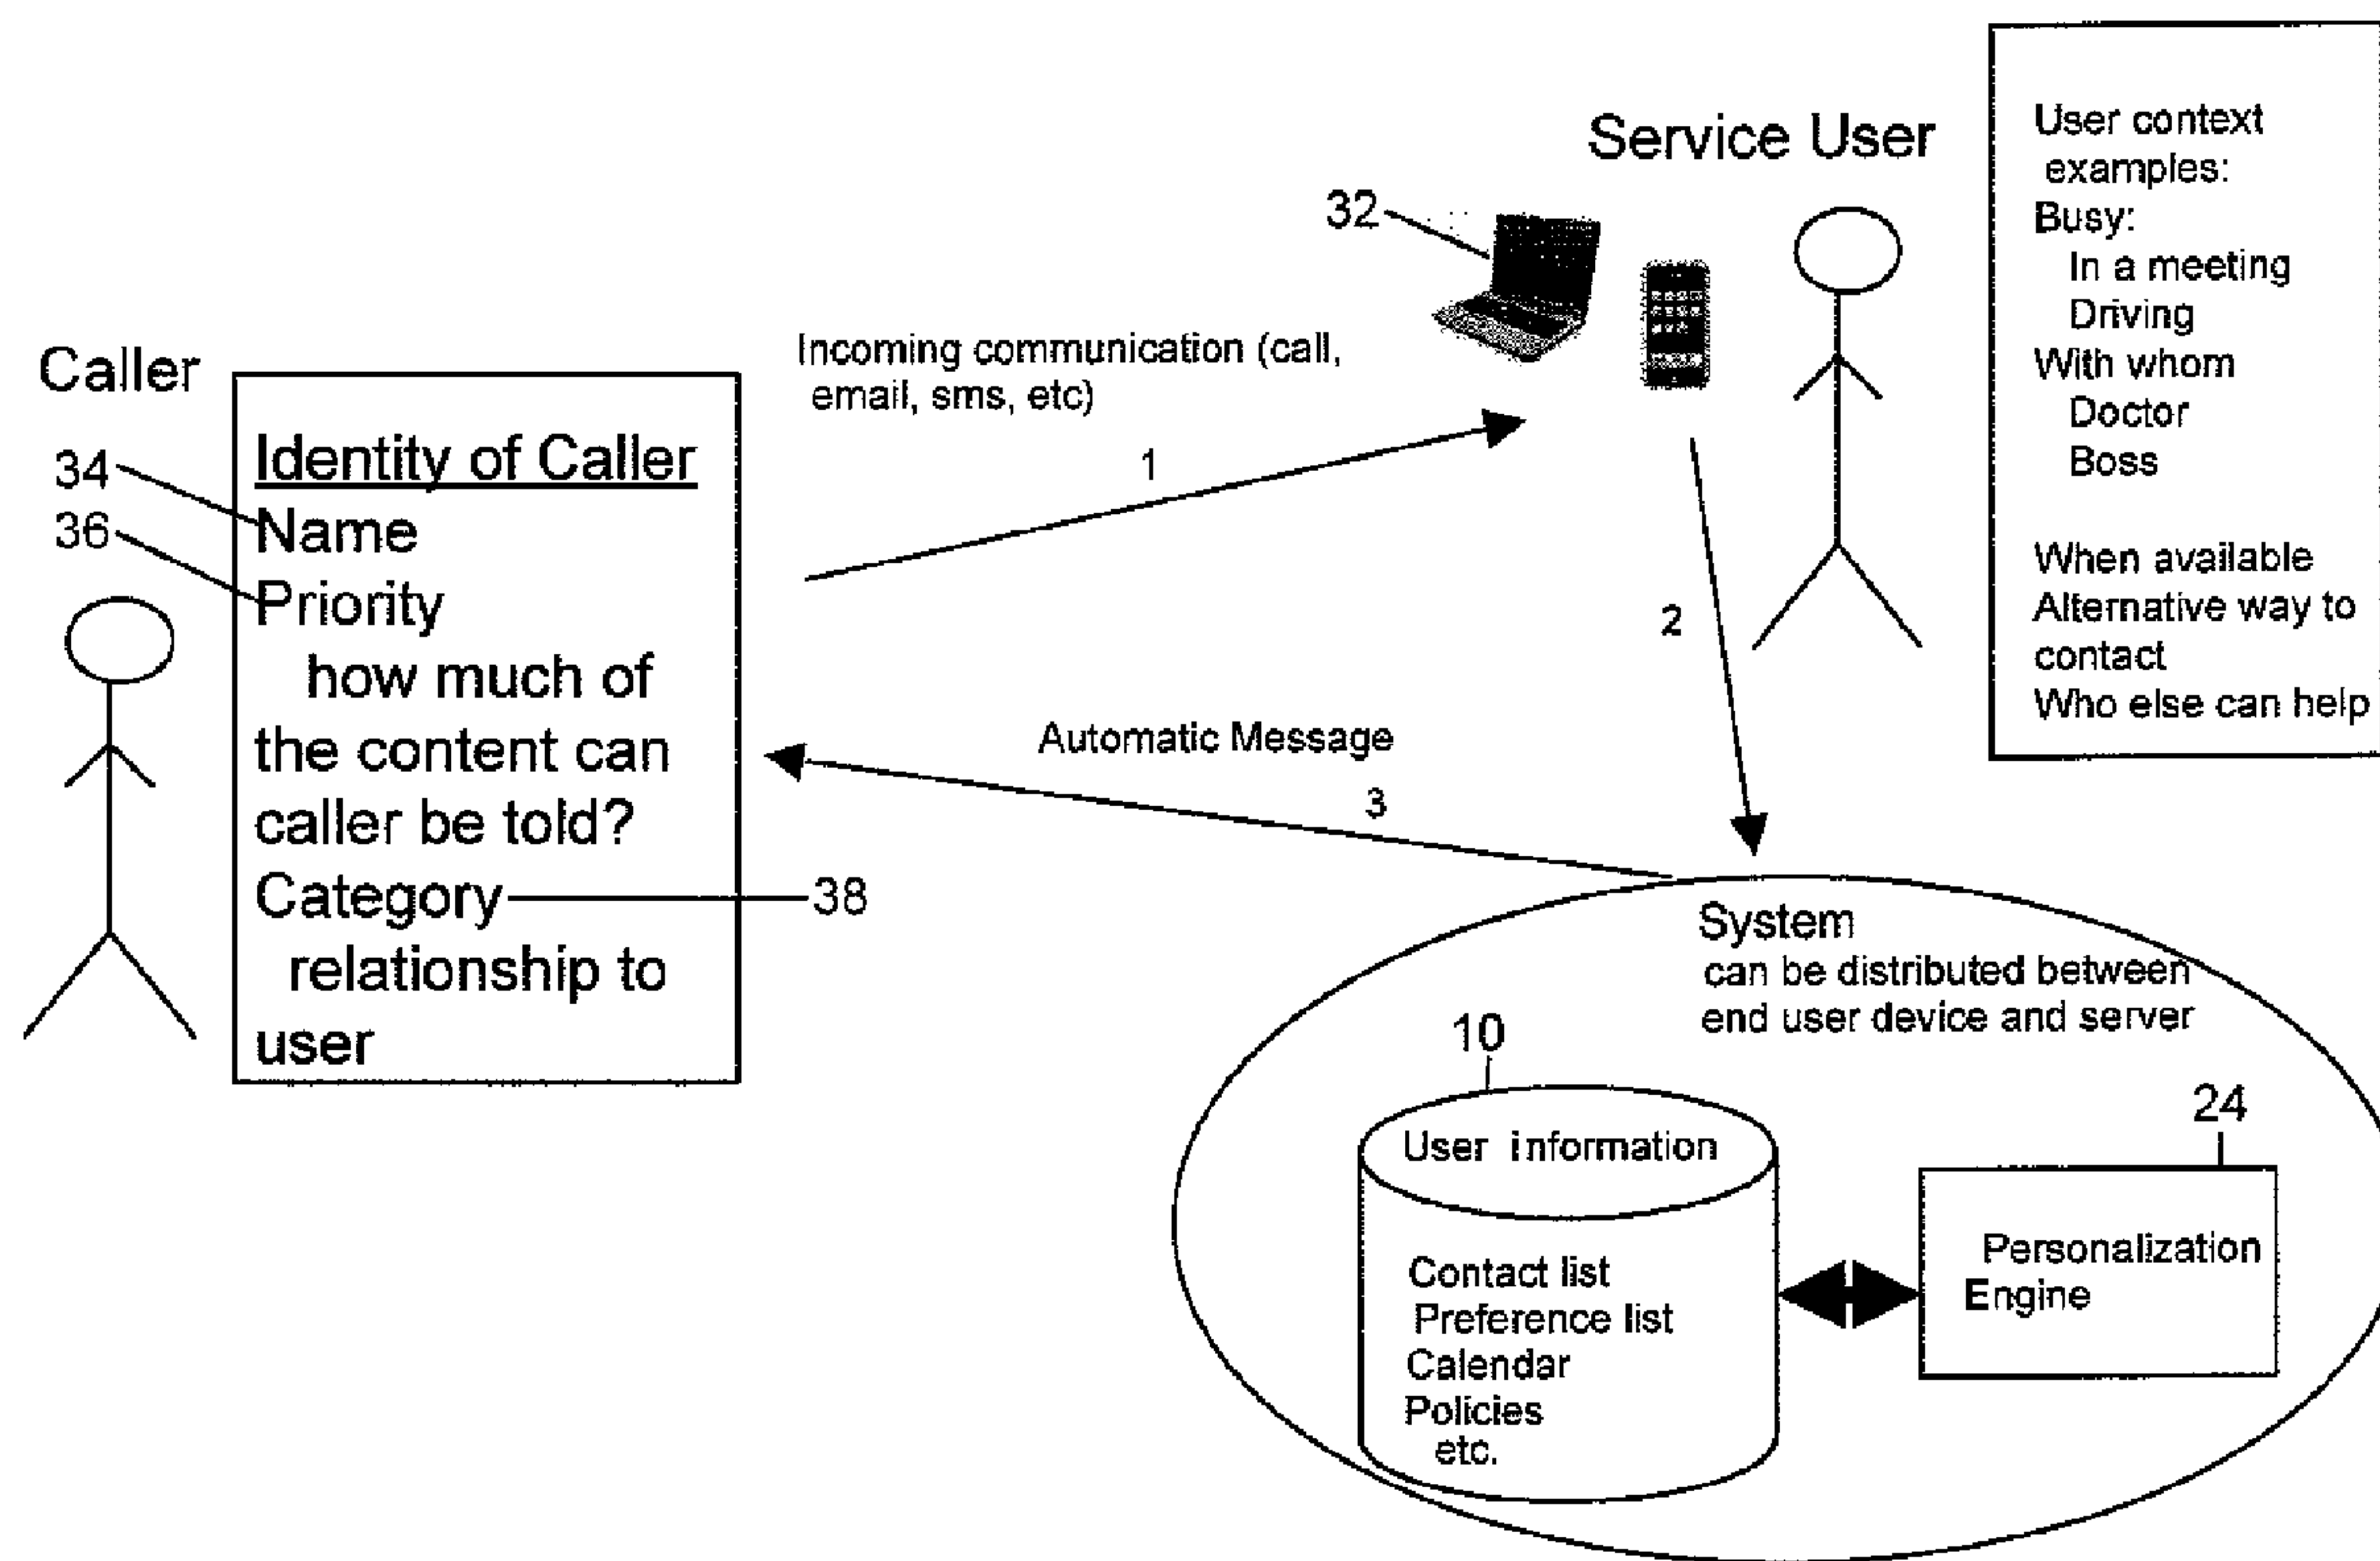 Caller
34
36
Identity of Caller
Name
Priority
how much of
the content can
caller be told?
Category
38
relationship to
user
Incoming communication (call,
email, sms, etc)
1
Service User
32
User context
examples:
Busy:
In a meeting
Driving
With whom
Doctor
Boss
When available
Alternative way to
contact
Who else can help
2
Automatic Message
3
System
can be distributed between
end user device and server
10
User information
Contact list
Preference list
Calendar
Policies
etc.
24
Personalization
Engine